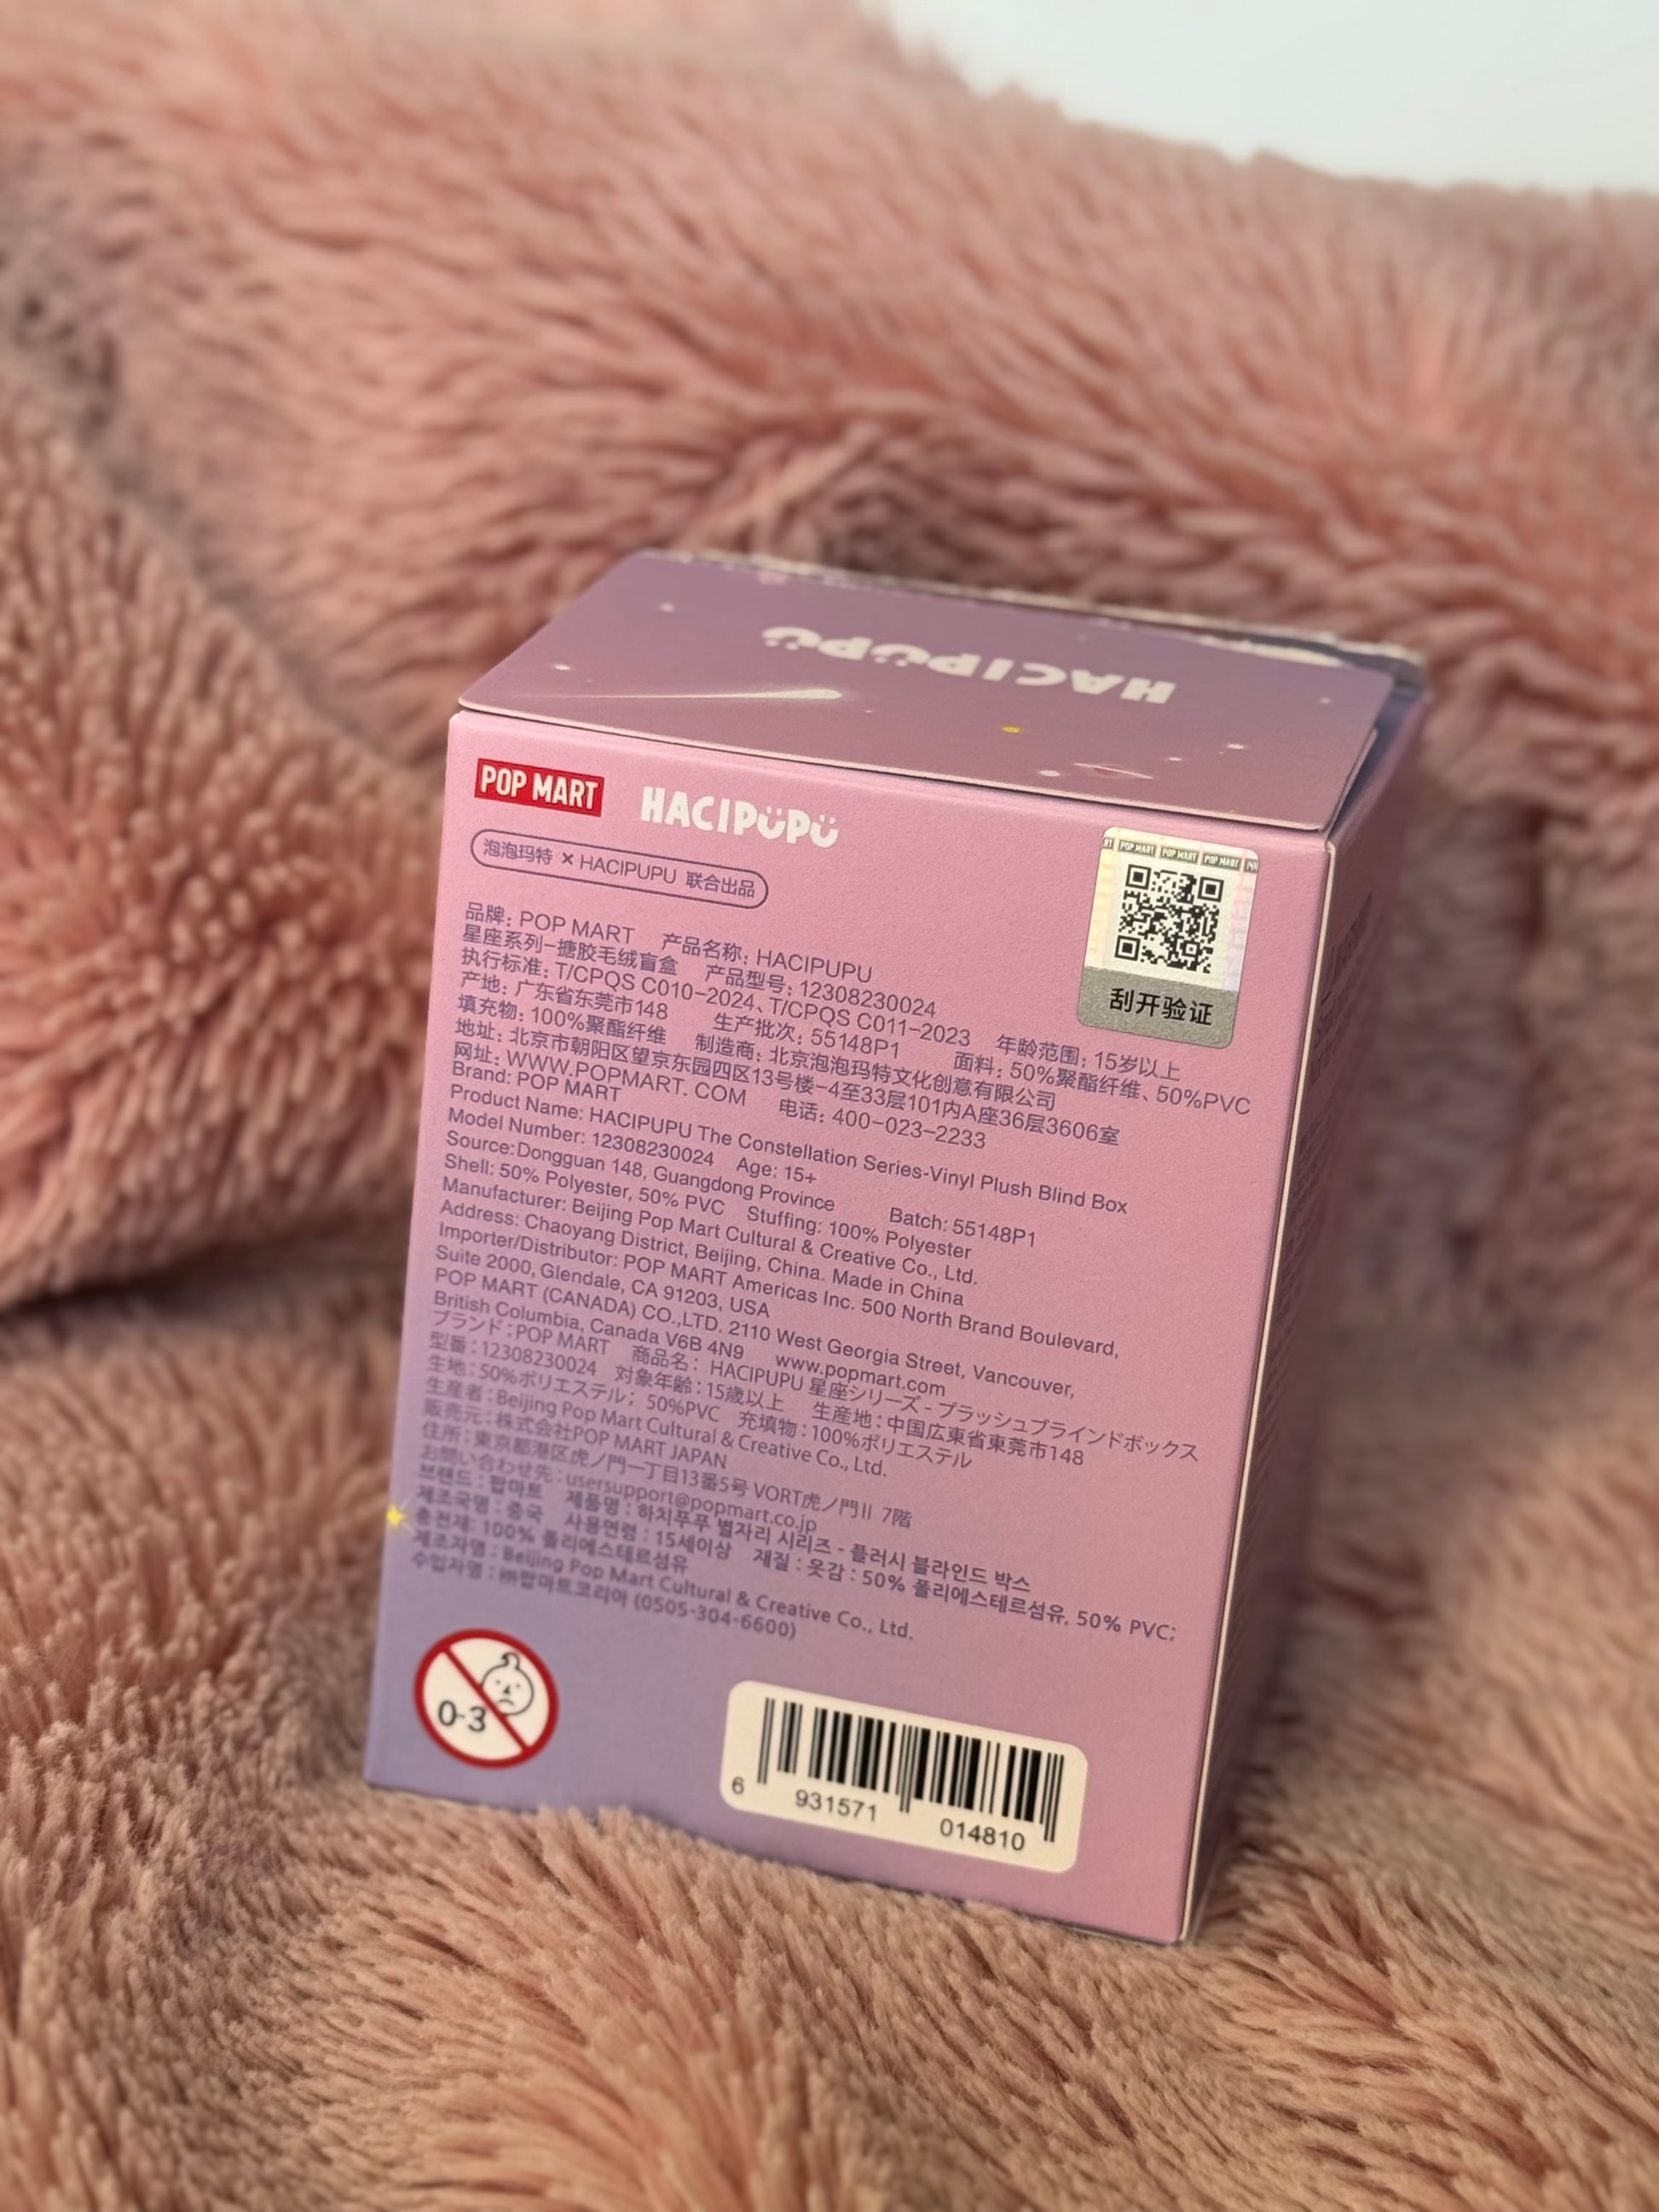 HACIPUPU
POP MART HACIPUPU
泡泡玛特 × HACIPUPU 联合出品
POP MART POP MART POP MART
刮开验证
品牌: POP MART 产品名称: HACIPUPU
星座系列-搪胶毛绒盲盒 产品型号: 12308230024
执行标准: T/CPQS C010-2024、T/CPQS C011-2023 年龄范围: 15岁以上
产地: 广东省东莞市148 生产批次: 55148P1 面料: 50%聚酯纤维、50%PVC
填充物: 100%聚酯纤维 制造商: 北京泡泡玛特文化创意有限公司
地址: 北京市朝阳区望京东园四区13号楼-4至33层101内A座36层3606室
网址: WWW.POPMART. COM 电话: 400-023-2233
Brand: POP MART
Product Name: HACIPUPU The Constellation Series-Vinyl Plush Blind Box
Model Number: 12308230024 Age: 15+
Source:Dongguan 148, Guangdong Province Batch: 55148P1
Shell: 50% Polyester, 50% PVC Stuffing: 100% Polyester
Manufacturer: Beijing Pop Mart Cultural & Creative Co., Ltd.
Address: Chaoyang District, Beijing, China. Made in China
Importer/Distributor: POP MART Americas Inc. 500 North Brand Boulevard,
Suite 2000, Glendale, CA 91203, USA
POP MART (CANADA) CO.,LTD. 2110 West Georgia Street, Vancouver,
British Columbia, Canada V6B 4N9 www.popmart.com
ブランド:POP MART 商品名: HACIPUPU 星座シリーズ - プラッシュブラインドボックス
型番:12308230024 対象年齢:15歳以上 生産地:中国広東省東莞市148
生地:50%ポリエステル; 50%PVC 充填物:100%ポリエステル
生産者:Beijing Pop Mart Cultural & Creative Co., Ltd.
販売元:株式会社POP MART JAPAN
住所:東京都港区虎ノ門一丁目13番5号 VORT虎ノ門II 7階
お問い合わせ先:usersupport@popmart.co.jp
브랜드:팝마트 제품명:하치푸푸 별자리 시리즈 - 플러시 블라인드 박스
제조국명:중국 사용연령:15세이상 재질:옷감:50% 폴리에스테르섬유, 50% PVC;
충전재: 100% 폴리에스테르섬유
제조자명:Beijing Pop Mart Cultural & Creative Co., Ltd.
수입자명:㈜팝마트코리아 (0505-304-6600)
0-3
6 931571 014810